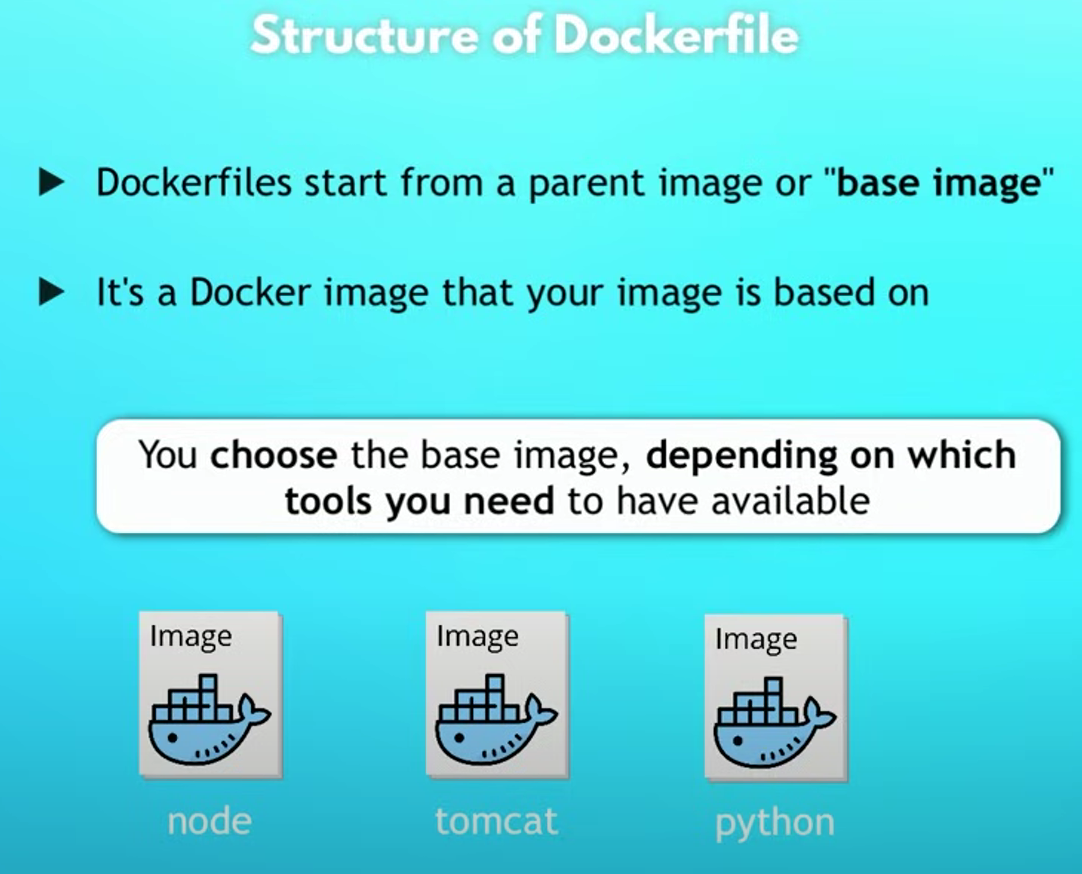 Structure of Dockerfile
Dockerfiles start from a parent image or "base image"
It's a Docker image that your image is based on
You choose the base image, depending on which
tools you need to have available
Image
Image
Image
node
tomcat
python